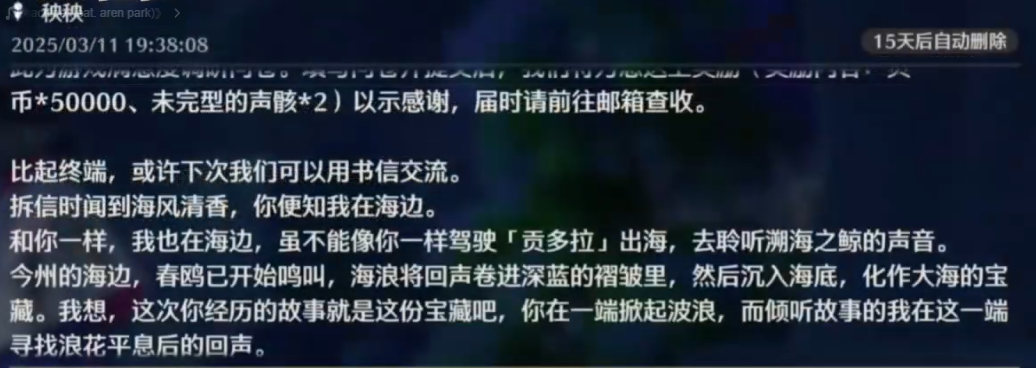 秧秧
2025/03/11 19:38:08
15天后自动删除
币*50000、未完型的声骸*2）以示感谢，届时请前往邮箱查收。
比起终端，或许下次我们可以用书信交流。
拆信时闻到海风清香，你便知我在海边。
和你一样，我也在海边，虽不能像你一样驾驶「贡多拉」出海，去聆听溯海之鲸的声音。
今州的海边，春鸥已开始鸣叫，海浪将回声卷进深蓝的褶皱里，然后沉入海底，化作大海的宝
藏。我想，这次你经历的故事就是这份宝藏吧，你在一端掀起波浪，而倾听故事的我在这一端
寻找浪花平息后的回声。